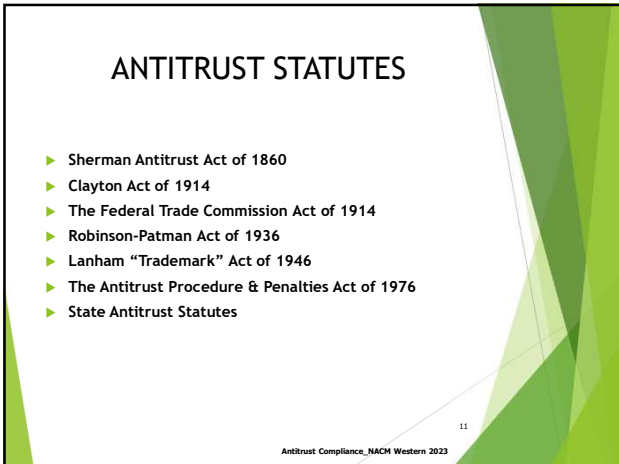 ANTITRUST STATUTES
Sherman Antitrust Act of 1860
Clayton Act of 1914
The Federal Trade Commission Act of 1914
Robinson-Patman Act of 1936
Lanham “Trademark” Act of 1946
The Antitrust Procedure & Penalties Act of 1976
State Antitrust Statutes
11
Antitrust Compliance_NACM Western 2023